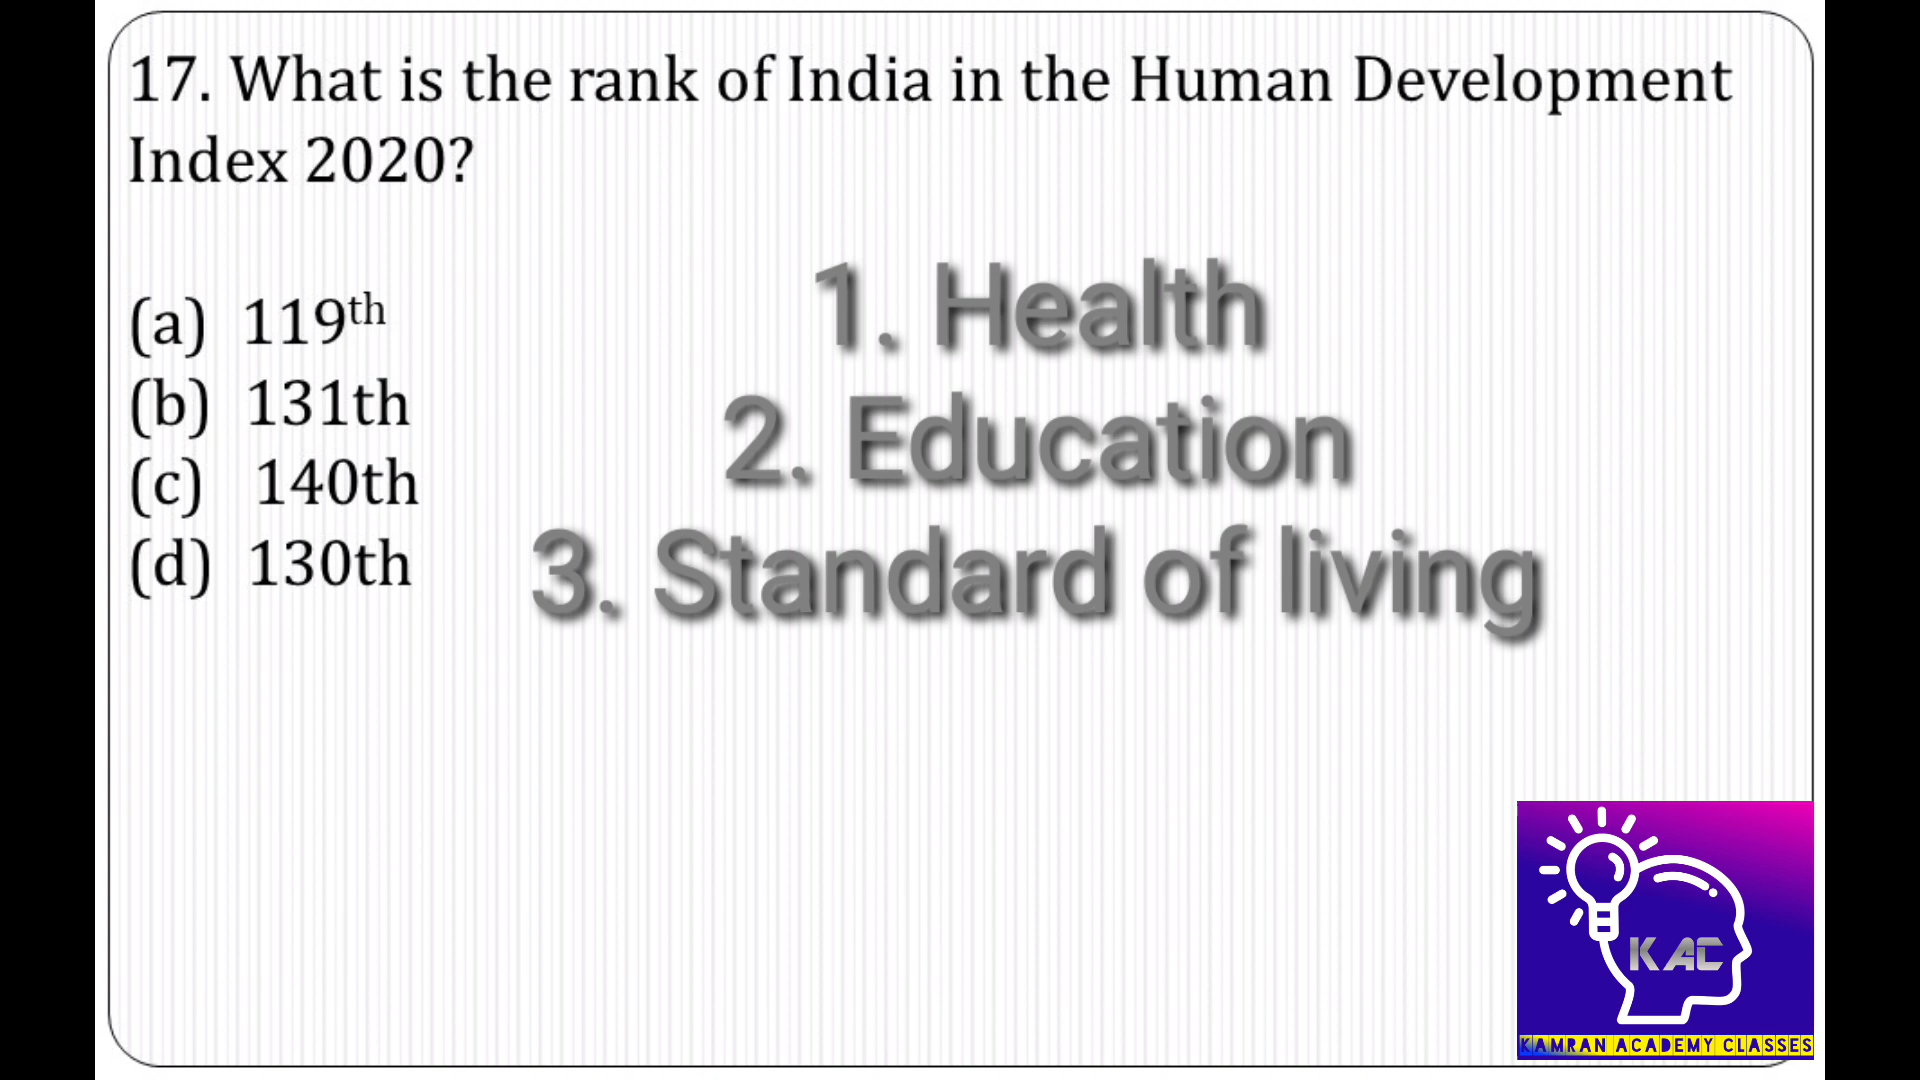 17. What is the rank of India in the Human Development
Index 2020?
(a) 119th
(b) 131th
(c) 140th
(d) 130th
1. Health
2. Education
3. Standard of living
KAC
KAMRAN ACADEMY CLASSES